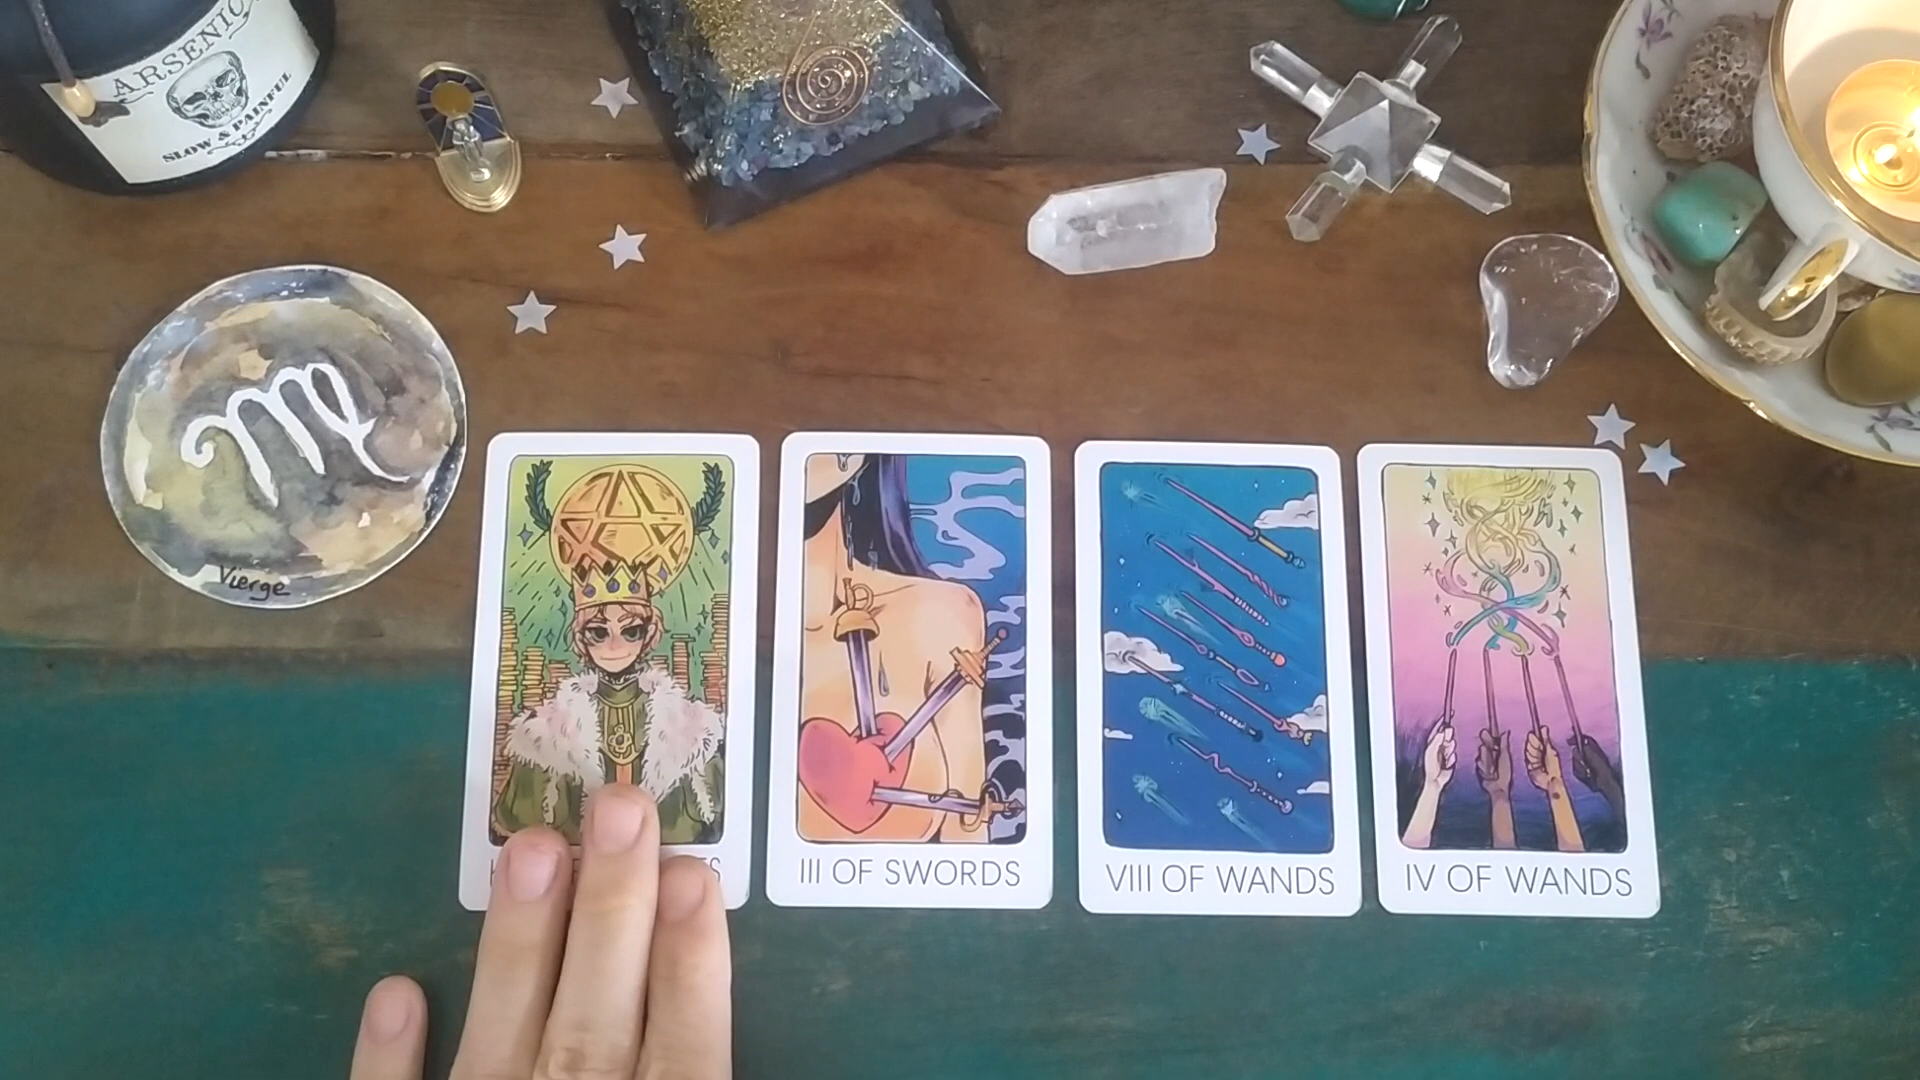 ARSENIC
SLOW & PAINFUL
Vierge
III OF SWORDS
VIII OF WANDS
IV OF WANDS